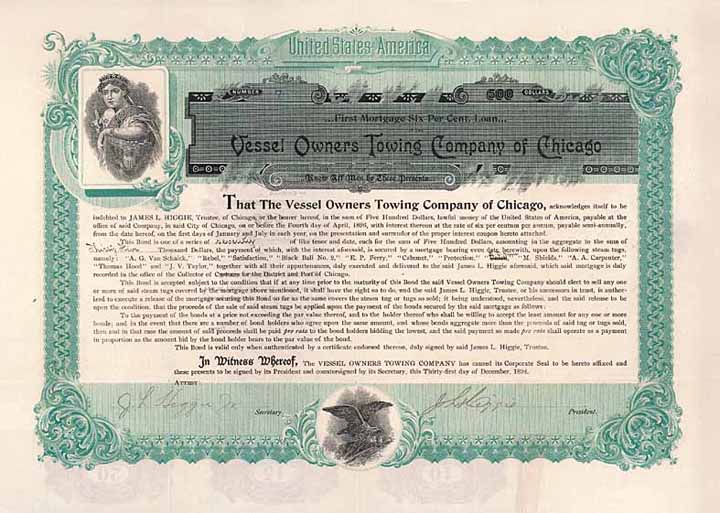 United States of America
NUMBER 7 500 DOLLARS
...First Mortgage Six Per Cent. Loan...
OF THE
Vessel Owners Towing Company of Chicago
Know All Men by These Presents
That The Vessel Owners Towing Company of Chicago, acknowledges itself to be
indebted to JAMES L. HIGGIE, Trustee, of Chicago, or the bearer hereof, in the sum of Five Hundred Dollars, lawful money of the United States of America, payable at the
office of said Company, in said City of Chicago, on or before the Fourth day of April, 1896, with interest thereon at the rate of six per centum per annum, payable semi-annually,
from the date hereof, on the first days of January and July in each year, on the presentation and surrender of the proper interest coupon hereto attached.
This Bond is one of a series of of like tenor and date, each for the sum of Five Hundred Dollars, amounting in the aggregate to the sum of
Thousand Dollars, the payment of which, with the interest aforesaid, is secured by a mortgage bearing even date herewith, upon the following steam tugs,
namely: "A. G. Van Schaick," "Rebel," "Satisfaction," "Black Ball No. 2," "E. P. Ferry," "Calumet," "Protection," "M. Shields," "A. A. Carpenter,"
"Thomas Hood" and "J. V. Taylor," together with all their appurtenances, duly executed and delivered to the said James L. Higgie aforesaid, which said mortgage is duly
recorded in the office of the Collector of Customs for the District and Port of Chicago.
This Bond is accepted subject to the condition that if at any time prior to the maturity of this Bond the said Vessel Owners Towing Company should elect to sell any one
or more of said steam tugs covered by the mortgage above mentioned, it shall have the right so to do, and the said James L. Higgie, Trustee, or his successors in trust, is author-
ized to execute a release of the mortgage securing this Bond so far as the same covers the steam tug or tugs so sold; it being understood, nevertheless, and the said release to be
upon the condition, that the proceeds of the sale of said steam tugs be applied upon the payment of the bonds secured by the said mortgage as follows:
To the payment of the bonds at a price not exceeding the par value thereof, and to the holder thereof who shall be willing to accept the least amount for any one or more
bonds; and in the event that there are a number of bond holders who agree upon the same amount, and whose bonds aggregate more than the proceeds of said tug or tugs sold,
then and in that case the amount of said proceeds shall be paid pro rata to the bond holders bidding the lowest, and the said payment so made pro rata shall operate as a payment
in proportion as the amount bid by the bond holder bears to the par value of the bond.
This Bond is valid only when authenticated by a certificate endorsed thereon, duly signed by said James L. Higgie, Trustee.
In Witness Whereof, The VESSEL OWNERS TOWING COMPANY has caused its Corporate Seal to be hereto affixed and
these presents to be signed by its President and countersigned by its Secretary, this Thirty-first day of December, 1894.
Attest:
J. L. Higgie Jr. Secretary. President.